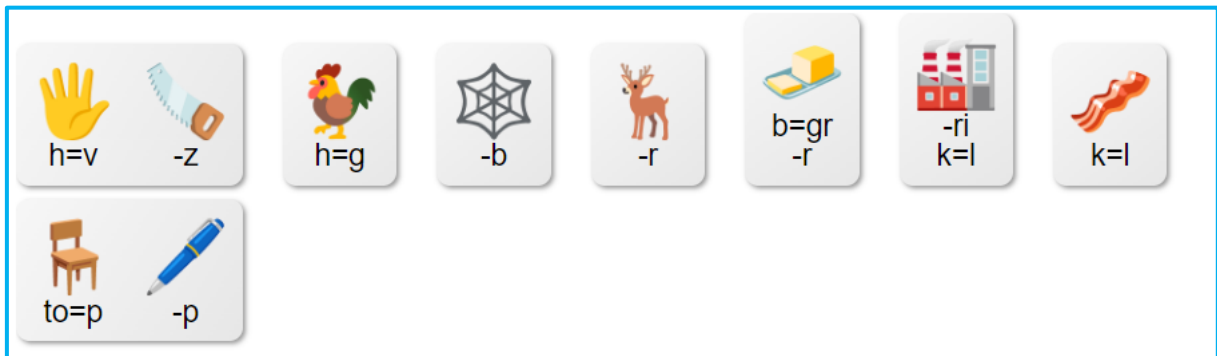 h=v -z h=g -b -r b=gr -ri k=l
-r k=l
to=p -p